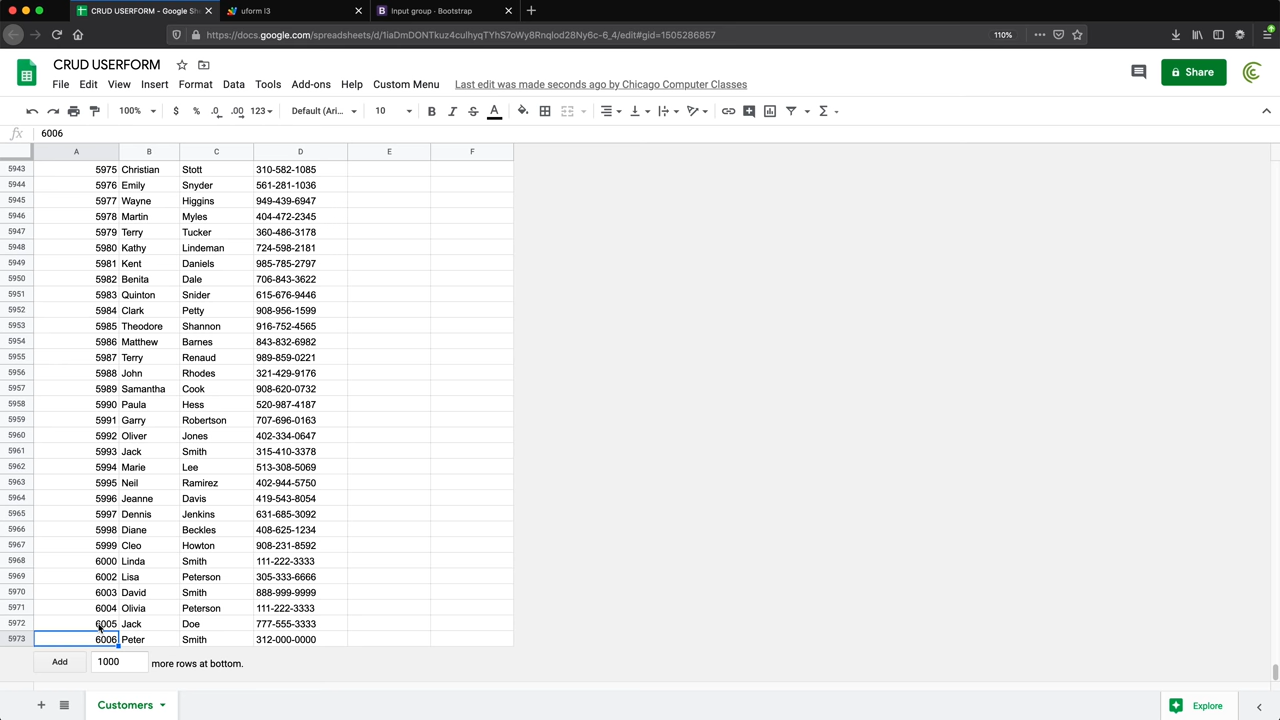 CRUD USERFORM - Google She
uform l3
Input group · Bootstrap
https://docs.google.com/spreadsheets/d/1iaDmDONTkuz4culhyqTYhS7oWy8Rnqlod28Ny6c-6_4/edit#gid=1505286857
110%
CRUD USERFORM
File Edit View Insert Format Data Tools Add-ons Help Custom Menu Last edit was made seconds ago by Chicago Computer Classes
Share
100% $ % .0 .00 123 Default (Ari... 10 B I S A
fx 6006
A B C D E F
5943 5975 Christian Stott 310-582-1085
5944 5976 Emily Snyder 561-281-1036
5945 5977 Wayne Higgins 949-439-6947
5946 5978 Martin Myles 404-472-2345
5947 5979 Terry Tucker 360-486-3178
5948 5980 Kathy Lindeman 724-598-2181
5949 5981 Kent Daniels 985-785-2797
5950 5982 Benita Dale 706-843-3622
5951 5983 Quinton Snider 615-676-9446
5952 5984 Clark Petty 908-956-1599
5953 5985 Theodore Shannon 916-752-4565
5954 5986 Matthew Barnes 843-832-6982
5955 5987 Terry Renaud 989-859-0221
5956 5988 John Rhodes 321-429-9176
5957 5989 Samantha Cook 908-620-0732
5958 5990 Paula Hess 520-987-4187
5959 5991 Garry Robertson 707-696-0163
5960 5992 Oliver Jones 402-334-0647
5961 5993 Jack Smith 315-410-3378
5962 5994 Marie Lee 513-308-5069
5963 5995 Neil Ramirez 402-944-5750
5964 5996 Jeanne Davis 419-543-8054
5965 5997 Dennis Jenkins 631-685-3092
5966 5998 Diane Beckles 408-625-1234
5967 5999 Cleo Howton 908-231-8592
5968 6000 Linda Smith 111-222-3333
5969 6002 Lisa Peterson 305-333-6666
5970 6003 David Smith 888-999-9999
5971 6004 Olivia Peterson 111-222-3333
5972 6005 Jack Doe 777-555-3333
5973 6006 Peter Smith 312-000-0000
Add 1000 more rows at bottom.
Customers
Explore